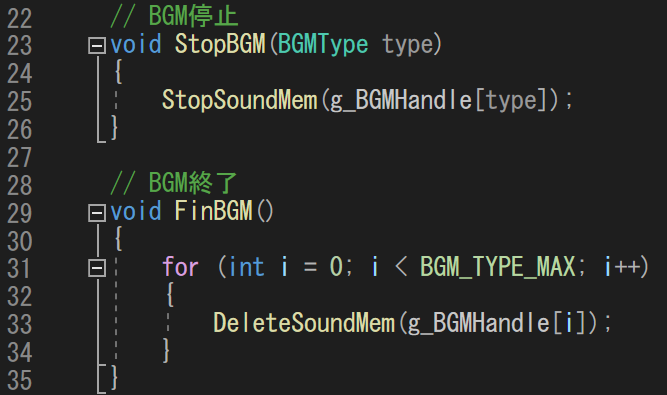 22 // BGM停止
23 void StopBGM(BGMType type)
24 {
25     StopSoundMem(g_BGMHandle[type]);
26 }
27
28 // BGM終了
29 void FinBGM()
30 {
31     for (int i = 0; i < BGM_TYPE_MAX; i++)
32     {
33         DeleteSoundMem(g_BGMHandle[i]);
34     }
35 }